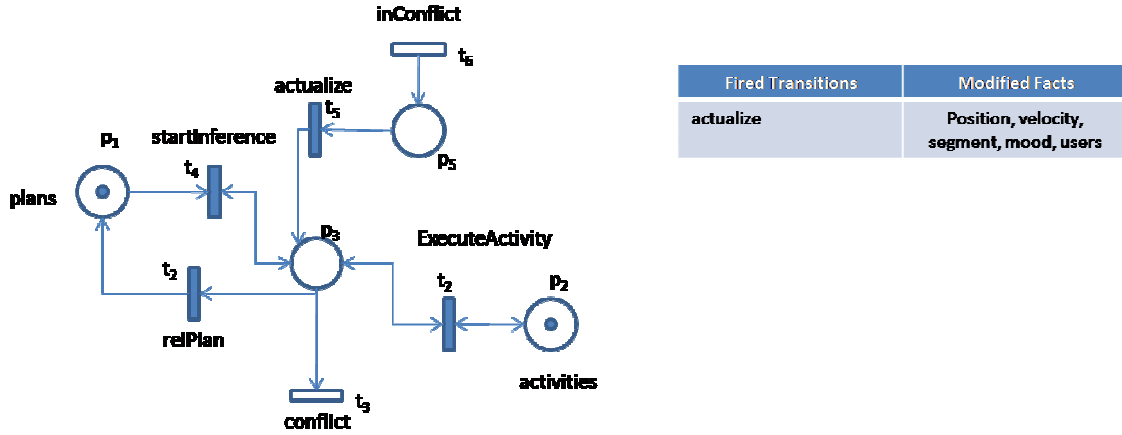 inConflict
t6
actualize
t5
p5
startInference
p1
t4
plans
p3
ExecuteActivity
t2
relPlan
t2
p2
activities
t3
conflict
Fired Transitions
Modified Facts
actualize
Position, velocity,
segment, mood, users